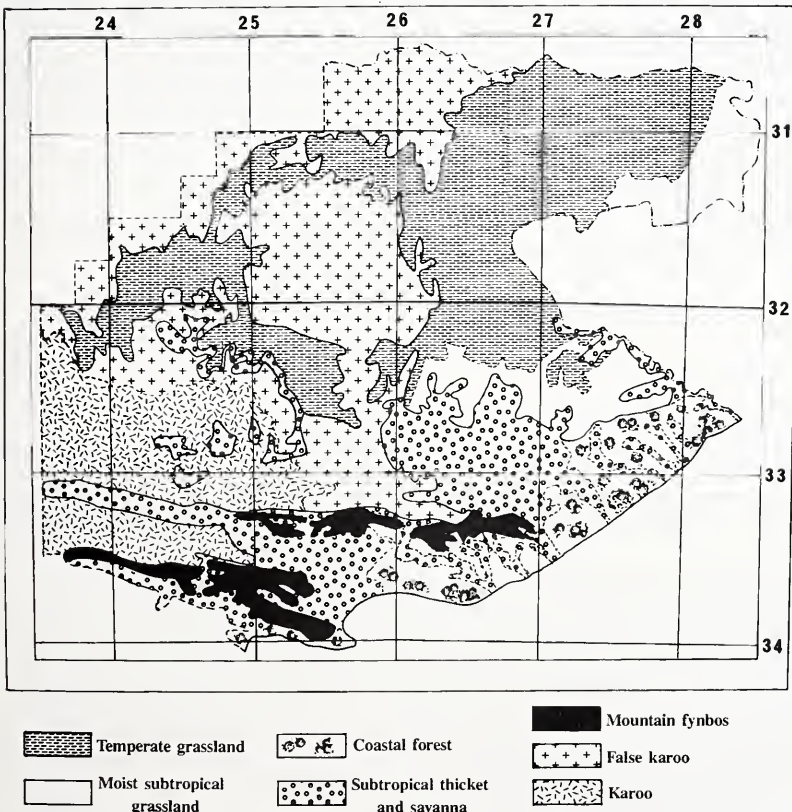 24 25 26 27 28
31
32
33
34
Temperate grassland
Moist subtropical
grassland
Coastal forest
Subtropical thicket
and savanna
Mountain fynbos
False karoo
Karoo